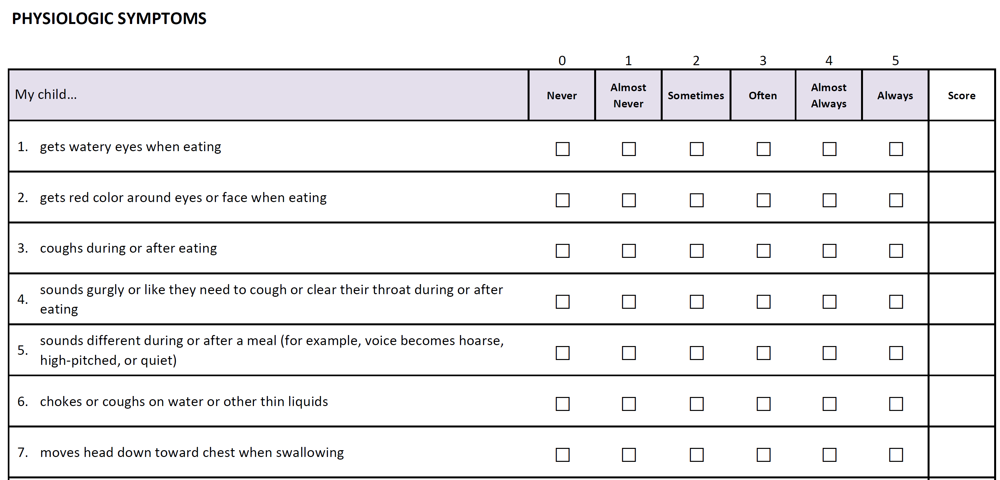 PHYSIOLOGIC SYMPTOMS
0 1 2 3 4 5
My child... Never Almost Never Sometimes Often Almost Always Always Score
1. gets watery eyes when eating
2. gets red color around eyes or face when eating
3. coughs during or after eating
4. sounds gurgly or like they need to cough or clear their throat during or after
eating
5. sounds different during or after a meal (for example, voice becomes hoarse,
high-pitched, or quiet)
6. chokes or coughs on water or other thin liquids
7. moves head down toward chest when swallowing